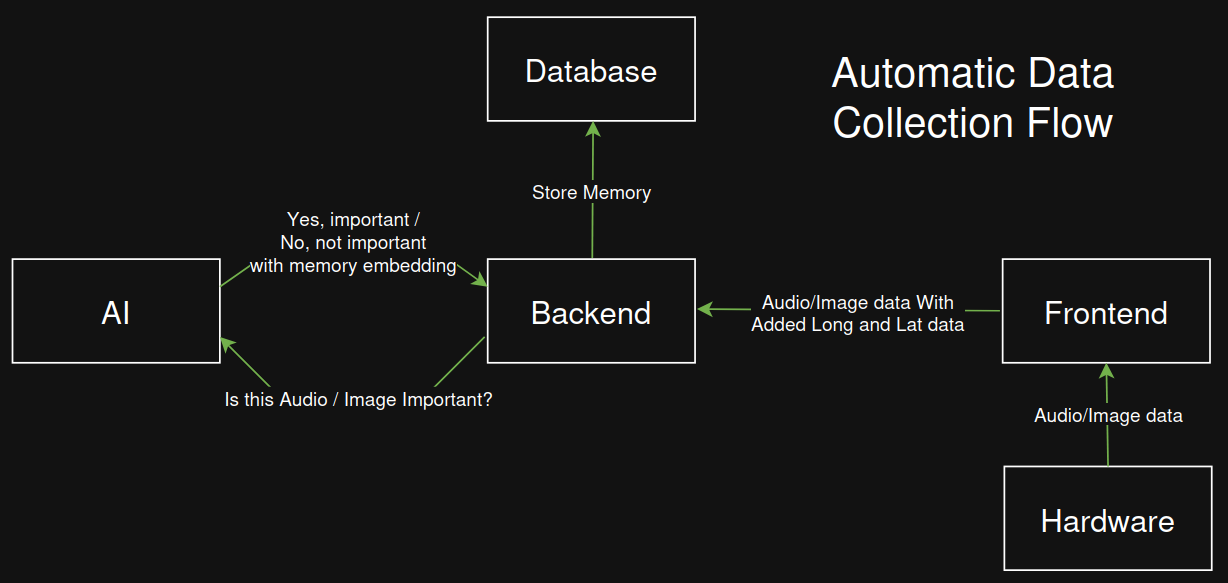 Database
Automatic Data
Collection Flow
Store Memory
Yes, important /
No, not important
with memory embedding
AI
Backend
Audio/Image data With
Added Long and Lat data
Frontend
Is this Audio / Image Important?
Audio/Image data
Hardware